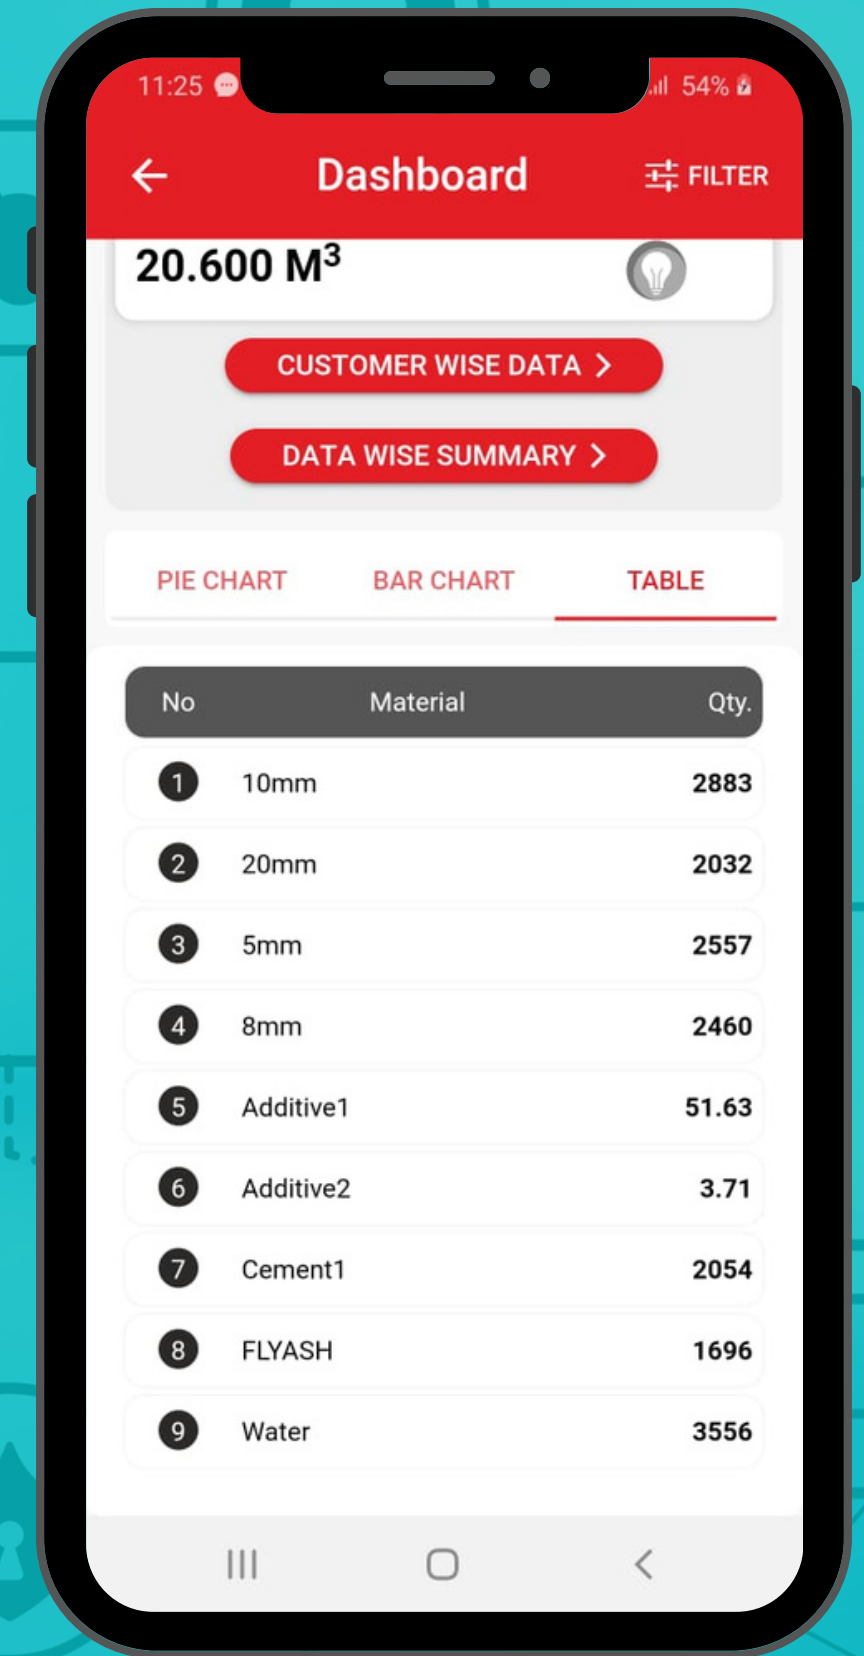 11:25 54%
Dashboard FILTER
20.600 M³
CUSTOMER WISE DATA
DATA WISE SUMMARY
PIE CHART BAR CHART TABLE
No Material Qty.
1 10mm 2883
2 20mm 2032
3 5mm 2557
4 8mm 2460
5 Additive1 51.63
6 Additive2 3.71
7 Cement1 2054
8 FLYASH 1696
9 Water 3556